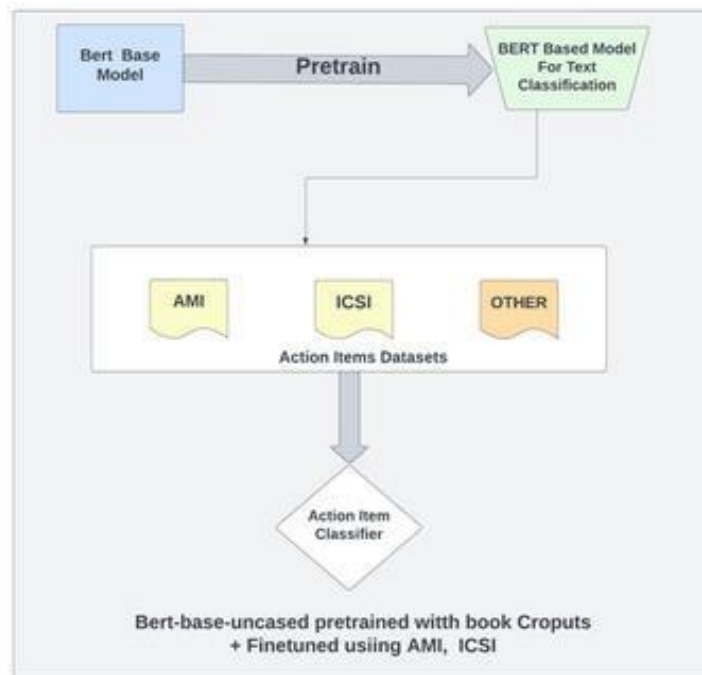 Bert Base
Model
Pretrain
BERT Based Model
For Text
Classification
AMI
ICSI
OTHER
Action Items Datasets
Action Item
Classifier
Bert-base-uncased pretrained witth book Croputs
+ Finetuned usiing AMI, ICSI